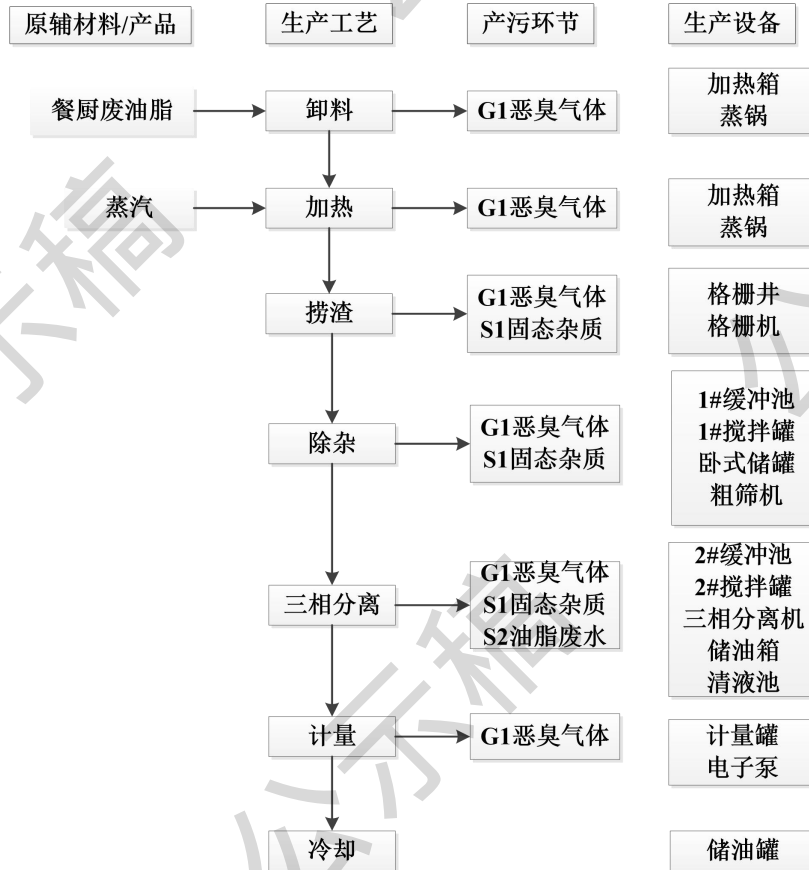 原辅材料/产品
生产工艺
产污环节
生产设备
餐厨废油脂
卸料
G1恶臭气体
加热箱
蒸锅
蒸汽
加热
G1恶臭气体
加热箱
蒸锅
捞渣
G1恶臭气体
S1固态杂质
格栅井
格栅机
除杂
G1恶臭气体
S1固态杂质
1#缓冲池
1#搅拌罐
卧式储罐
粗筛机
三相分离
G1恶臭气体
S1固态杂质
S2油脂废水
2#缓冲池
2#搅拌罐
三相分离机
储油箱
清液池
计量
G1恶臭气体
计量罐
电子泵
冷却
储油罐
示稿
公示稿
公